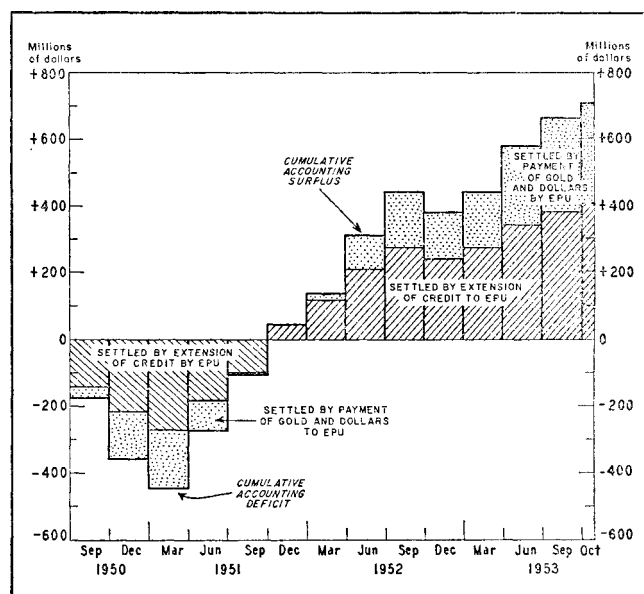 Millions
of dollars
Millions
of dollars
+800
+800
+600
+600
+400
+400
+200
+200
0
0
-200
-200
-400
-400
-600
-600
CUMULATIVE
ACCOUNTING
SURPLUS
SETTLED BY
PAYMENT
OF GOLD
AND DOLLARS
BY EPU
SETTLED BY EXTENSION
OF CREDIT TO EPU
SETTLED BY EXTENSION
OF CREDIT BY EPU
SETTLED BY PAYMENT
OF GOLD AND DOLLARS
TO EPU
CUMULATIVE
ACCOUNTING
DEFICIT
Sep Dec Mar Jun Sep Dec Mar Jun Sep Dec Mar Jun Sep Oct
1950 1951 1952 1953